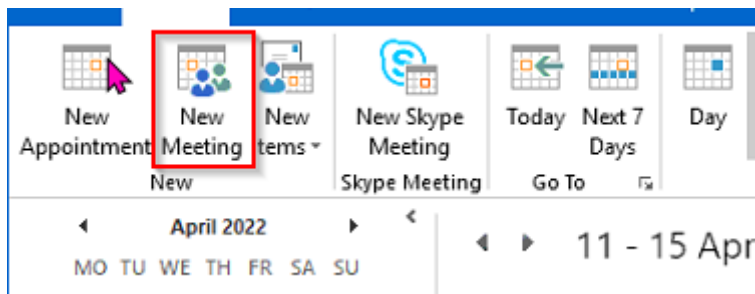 New Appointment
New Meeting
New tems
New Skype Meeting
Today
Next 7 Days
Day
New
Skype Meeting
Go To
April 2022
MO TU WE TH FR SA SU
11 - 15 Apr